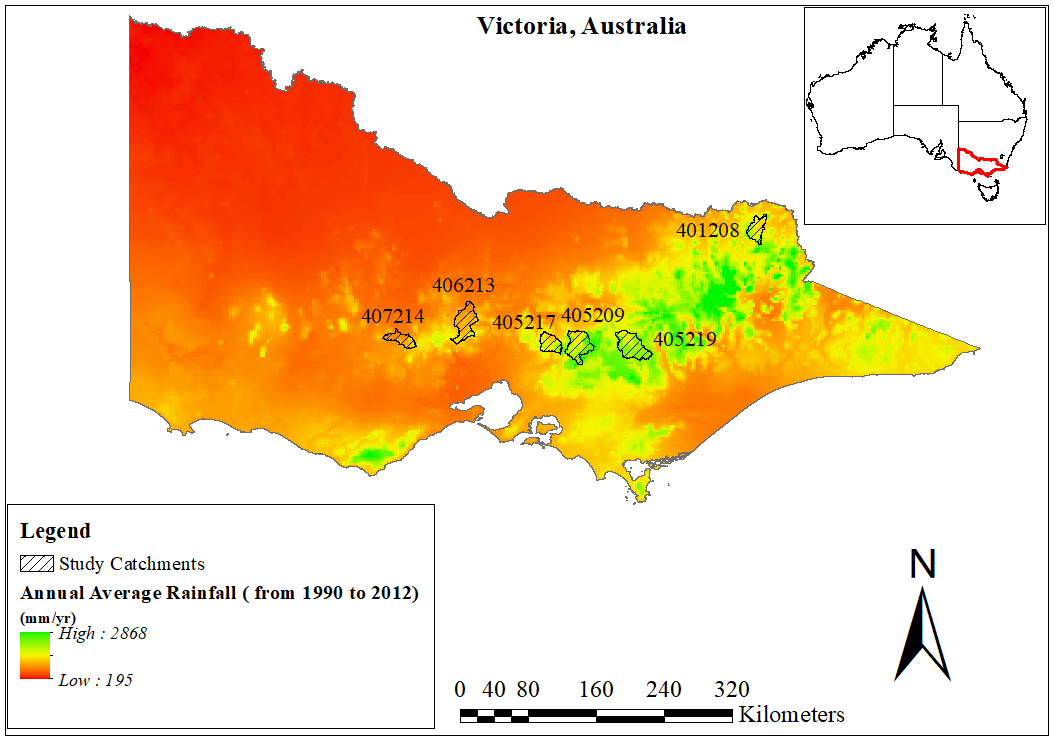 Victoria, Australia
401208
406213
407214
405217
405209
405219
Legend
Study Catchments
Annual Average Rainfall ( from 1990 to 2012)
(mm/yr)
High : 2868
Low : 195
N
0 40 80 160 240 320
Kilometers